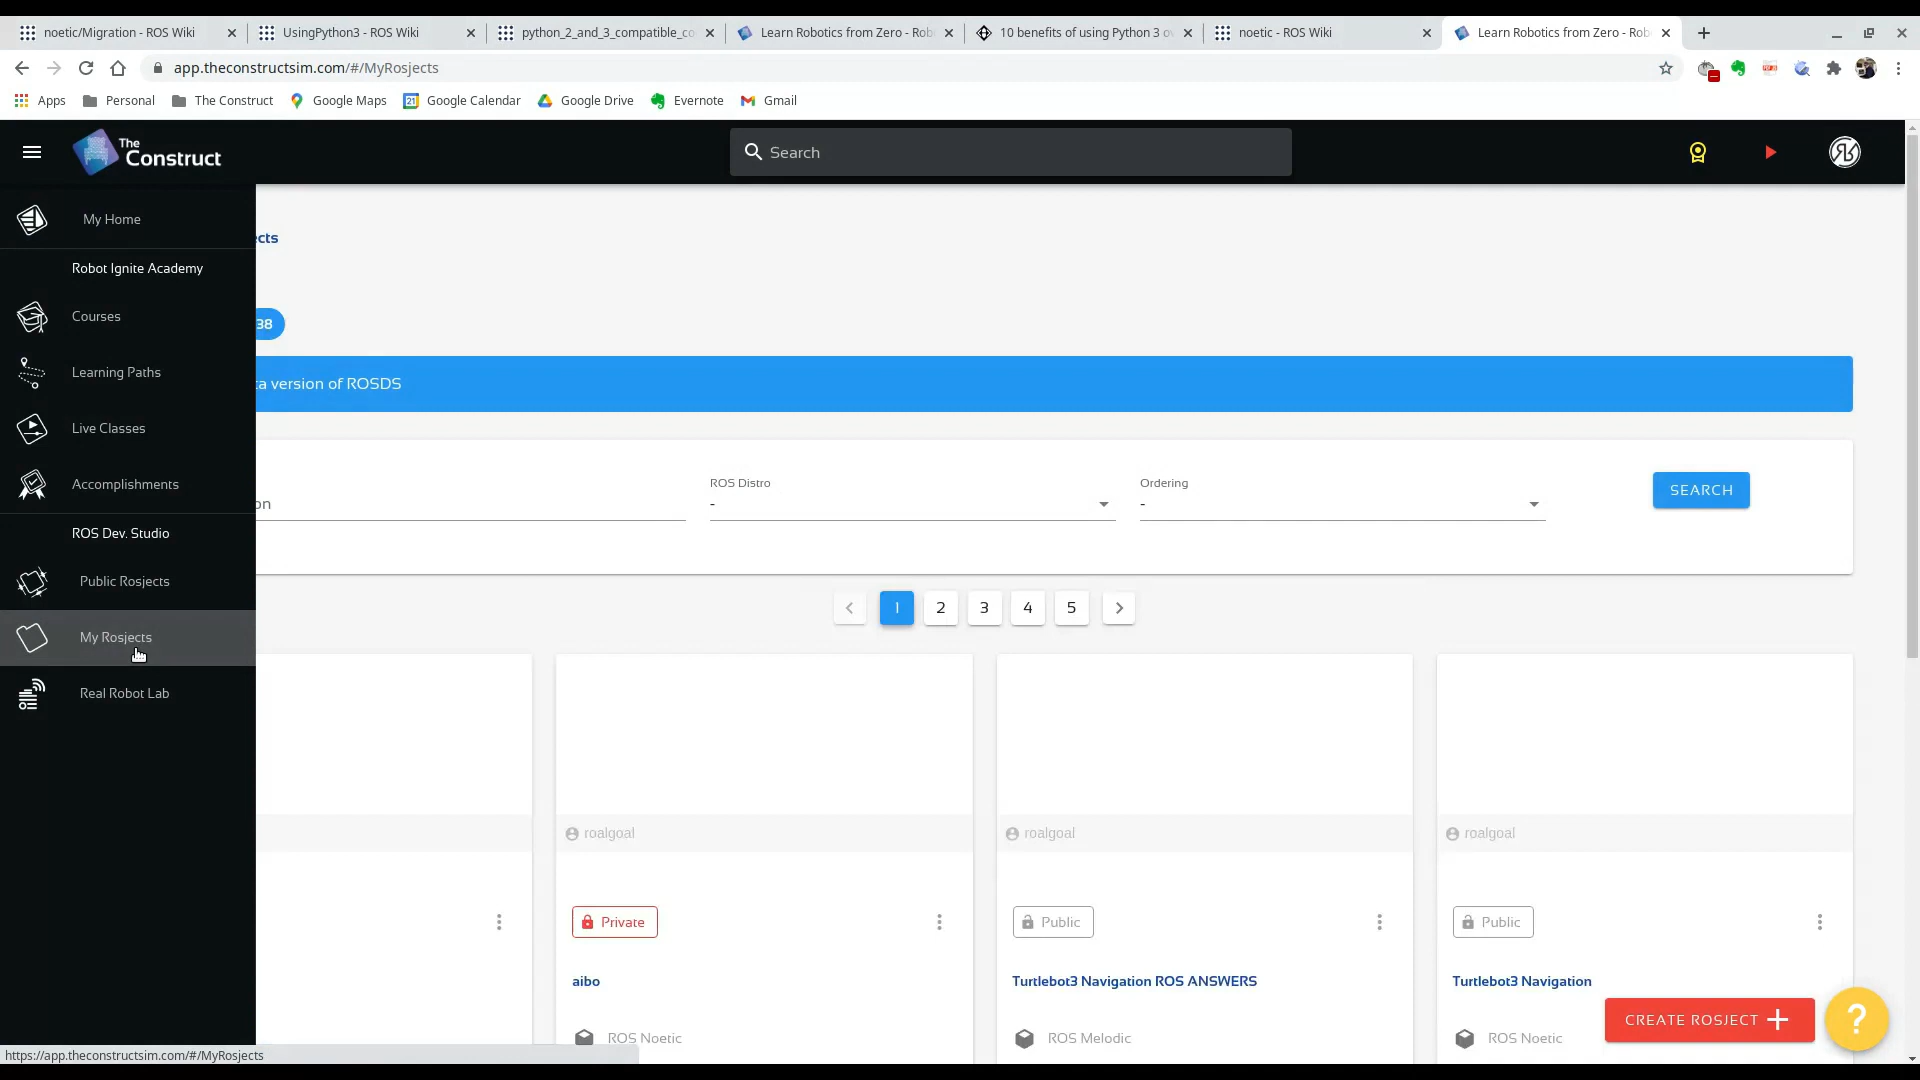 noetic/Migration - ROS Wiki
UsingPython3 - ROS Wiki
python_2_and_3_compatible_co
Learn Robotics from Zero - Rob
10 benefits of using Python 3 o
noetic - ROS Wiki
Learn Robotics from Zero - Rob
app.theconstructsim.com/#/MyRosjects
Apps
Personal
The Construct
Google Maps
21
Google Calendar
Google Drive
Evernote
Gmail
The
Construct
Search
My Home
ects
Robot Ignite Academy
Courses
38
Learning Paths
ta version of ROSDS
Live Classes
Accomplishments
on
ROS Distro
-
Ordering
-
SEARCH
ROS Dev. Studio
Public Rosjects
My Rosjects
Real Robot Lab
1
2
3
4
5
roalgoal
roalgoal
roalgoal
Private
Public
Public
aibo
Turtlebot3 Navigation ROS ANSWERS
Turtlebot3 Navigation
ROS Noetic
ROS Melodic
ROS Noetic
CREATE ROSJECT +
?
https://app.theconstructsim.com/#/MyRosjects